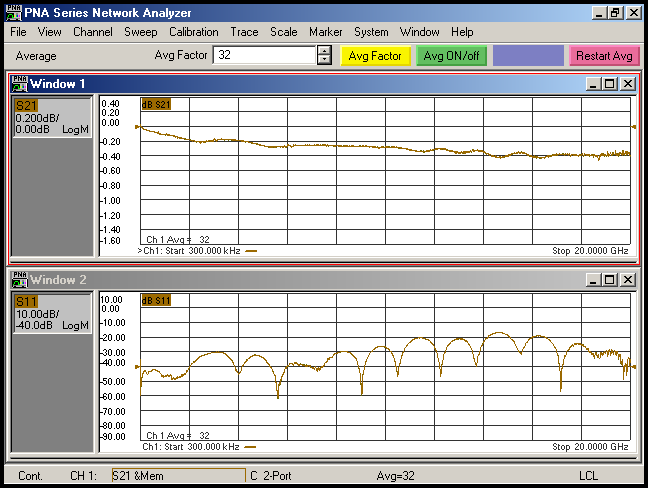 PNA Series Network Analyzer
File View Channel Sweep Calibration Trace Scale Marker System Window Help
Average Avg Factor 32 Avg Factor Avg ON/off Restart Avg
PNA Window 1
S21
0.200dB/
0.00dB LogM
dB S21
0.40
0.20
0.00
-0.20
-0.40
-0.60
-0.80
-1.00
-1.20
-1.40
-1.60
Ch 1 Avg = 32
>Ch1: Start 300.000 kHz Stop 20.0000 GHz
PNA Window 2
S11
10.00dB/
-40.0dB LogM
dB S11
10.00
0.00
-10.00
-20.00
-30.00
-40.00
-50.00
-60.00
-70.00
-80.00
-90.00
Ch 1 Avg = 32
Ch1: Start 300.000 kHz Stop 20.0000 GHz
Cont. CH 1: S21 &Mem C 2-Port Avg=32 LCL